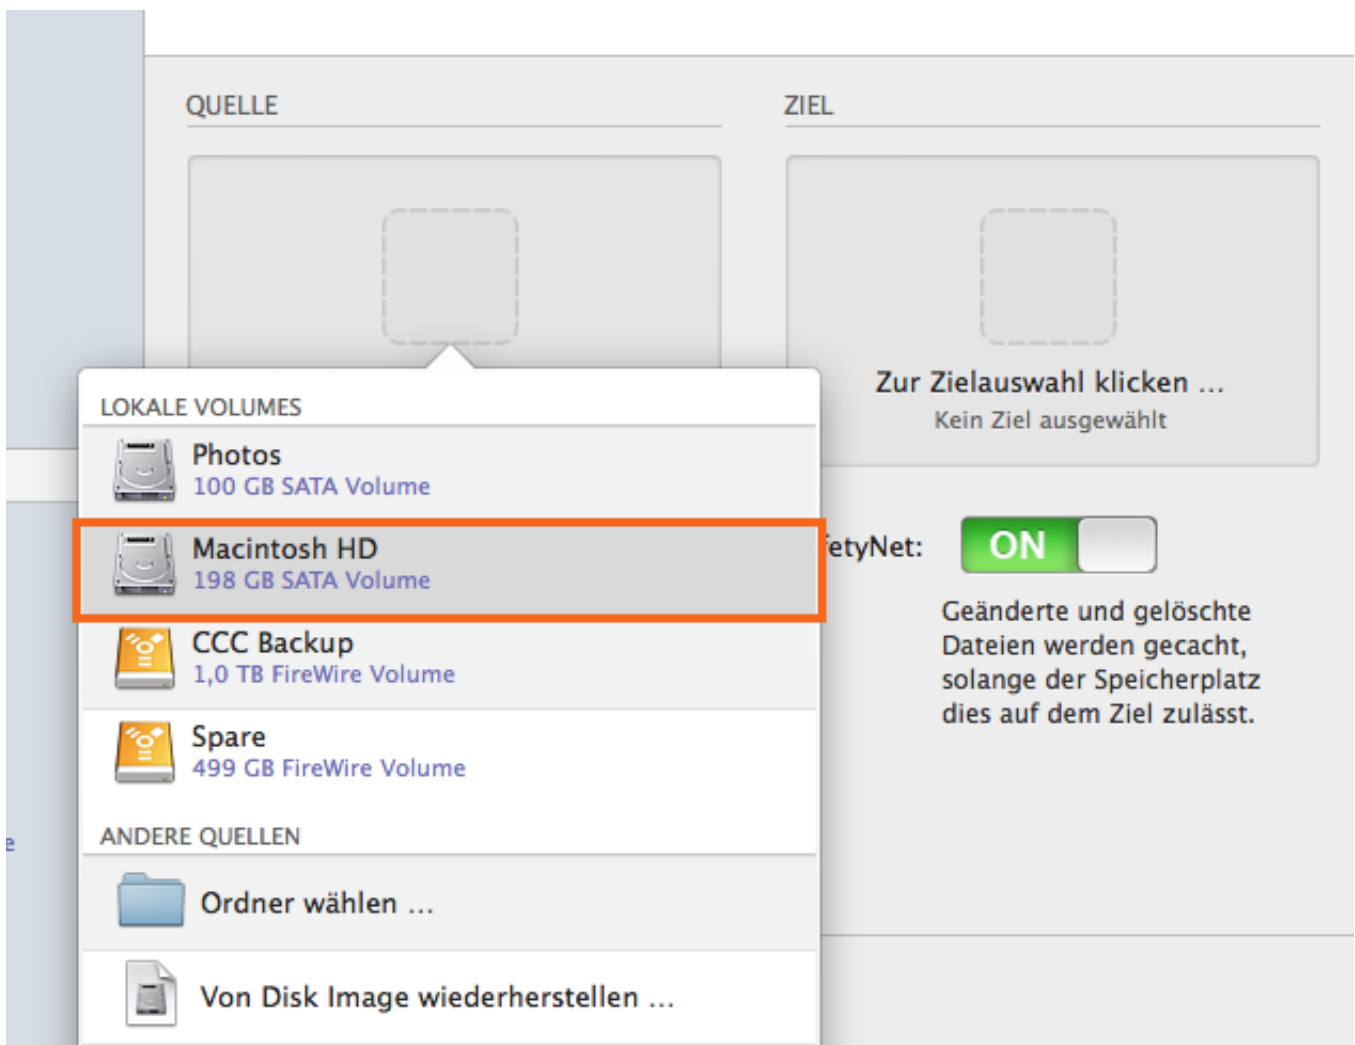 QUELLE
ZIEL
Zur Zielauswahl klicken ...
Kein Ziel ausgewählt
LOKALE VOLUMES
Photos
100 GB SATA Volume
Macintosh HD
198 GB SATA Volume
CCC Backup
1,0 TB FireWire Volume
Spare
499 GB FireWire Volume
ANDERE QUELLEN
Ordner wählen ...
Von Disk Image wiederherstellen ...
etyNet:
ON
Geänderte und gelöschte
Dateien werden gecacht,
solange der Speicherplatz
dies auf dem Ziel zulässt.
e